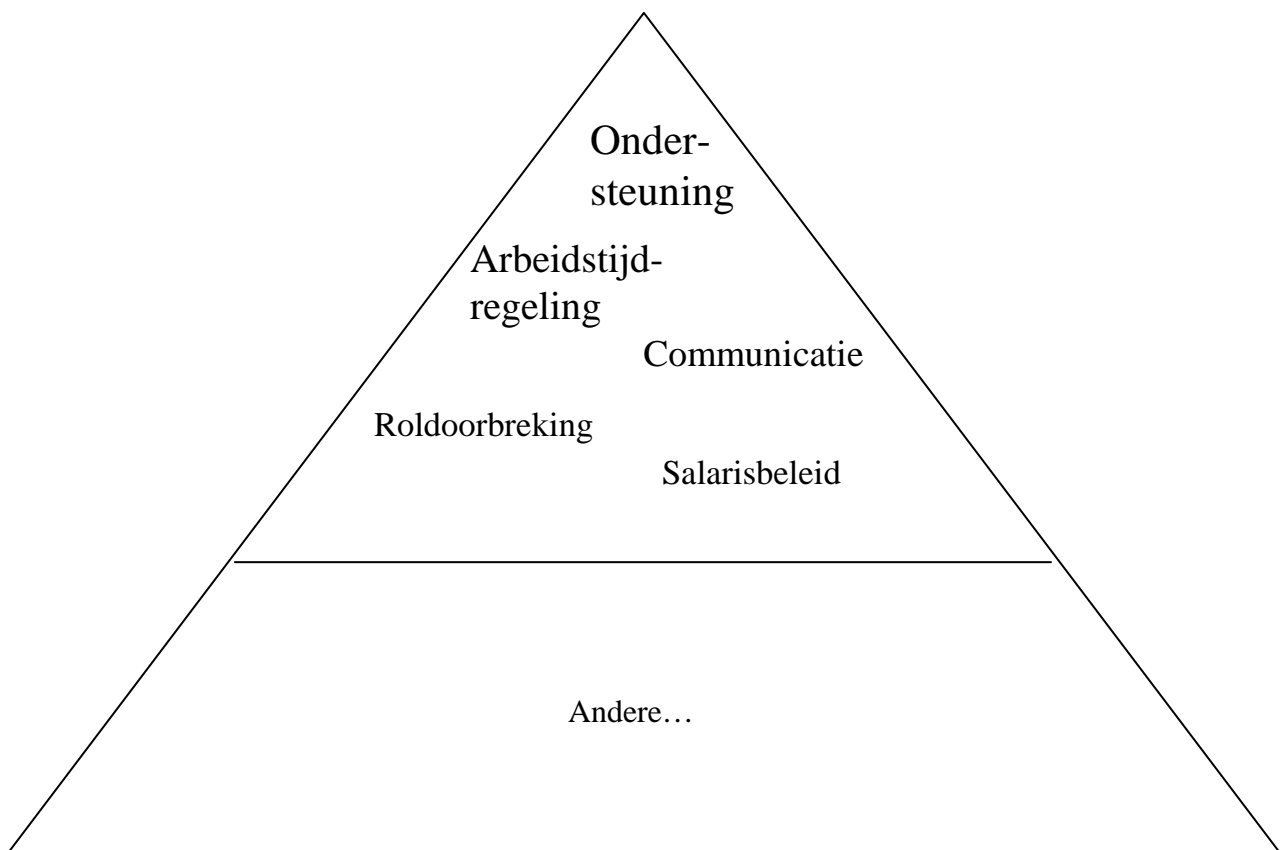 Onder-
steuning
Arbeidstijd-
regeling
Communicatie
Roldoorbreking
Salarisbeleid
Andere…